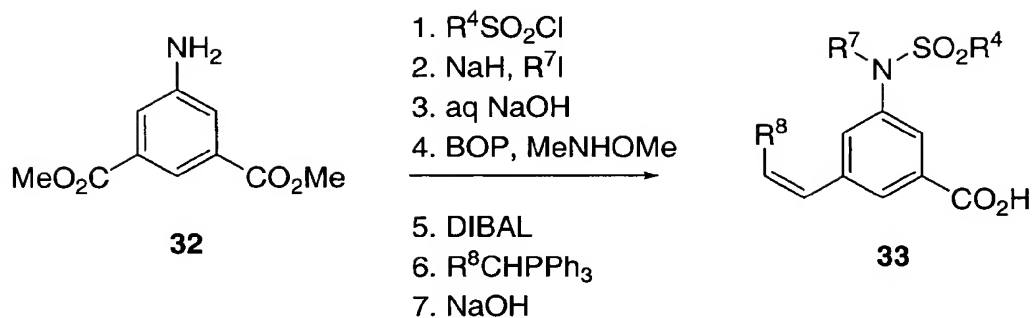 NH₂
MeO₂C
CO₂Me
32
1. R⁴SO₂Cl
2. NaH, R⁷I
3. aq NaOH
4. BOP, MeNHOMe
5. DIBAL
6. R⁸CHPPh₃
7. NaOH
R⁷
N
SO₂R⁴
R⁸
CO₂H
33